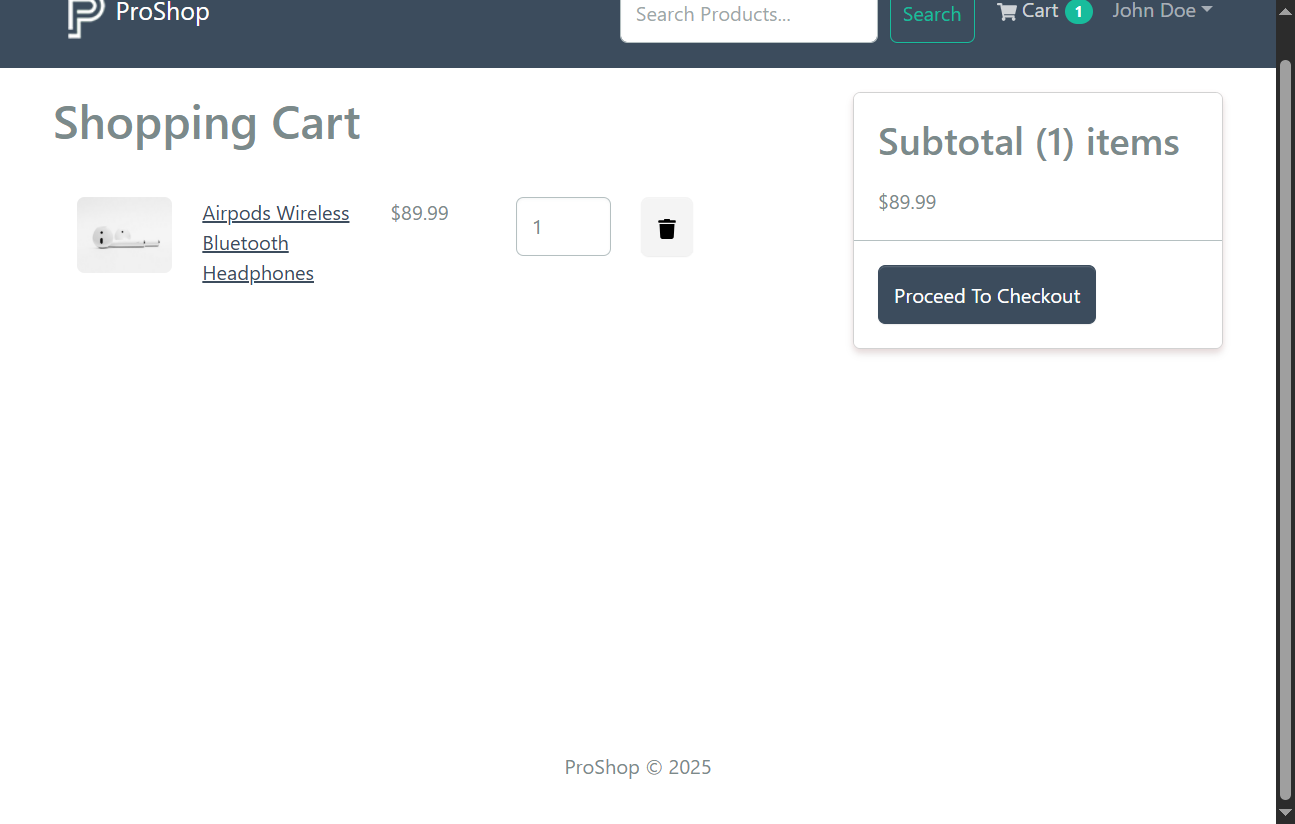 ProShop
Search Products...
Search
Cart 1
John Doe
Shopping Cart
Airpods Wireless
Bluetooth
Headphones
$89.99
1
Subtotal (1) items
$89.99
Proceed To Checkout
ProShop © 2025